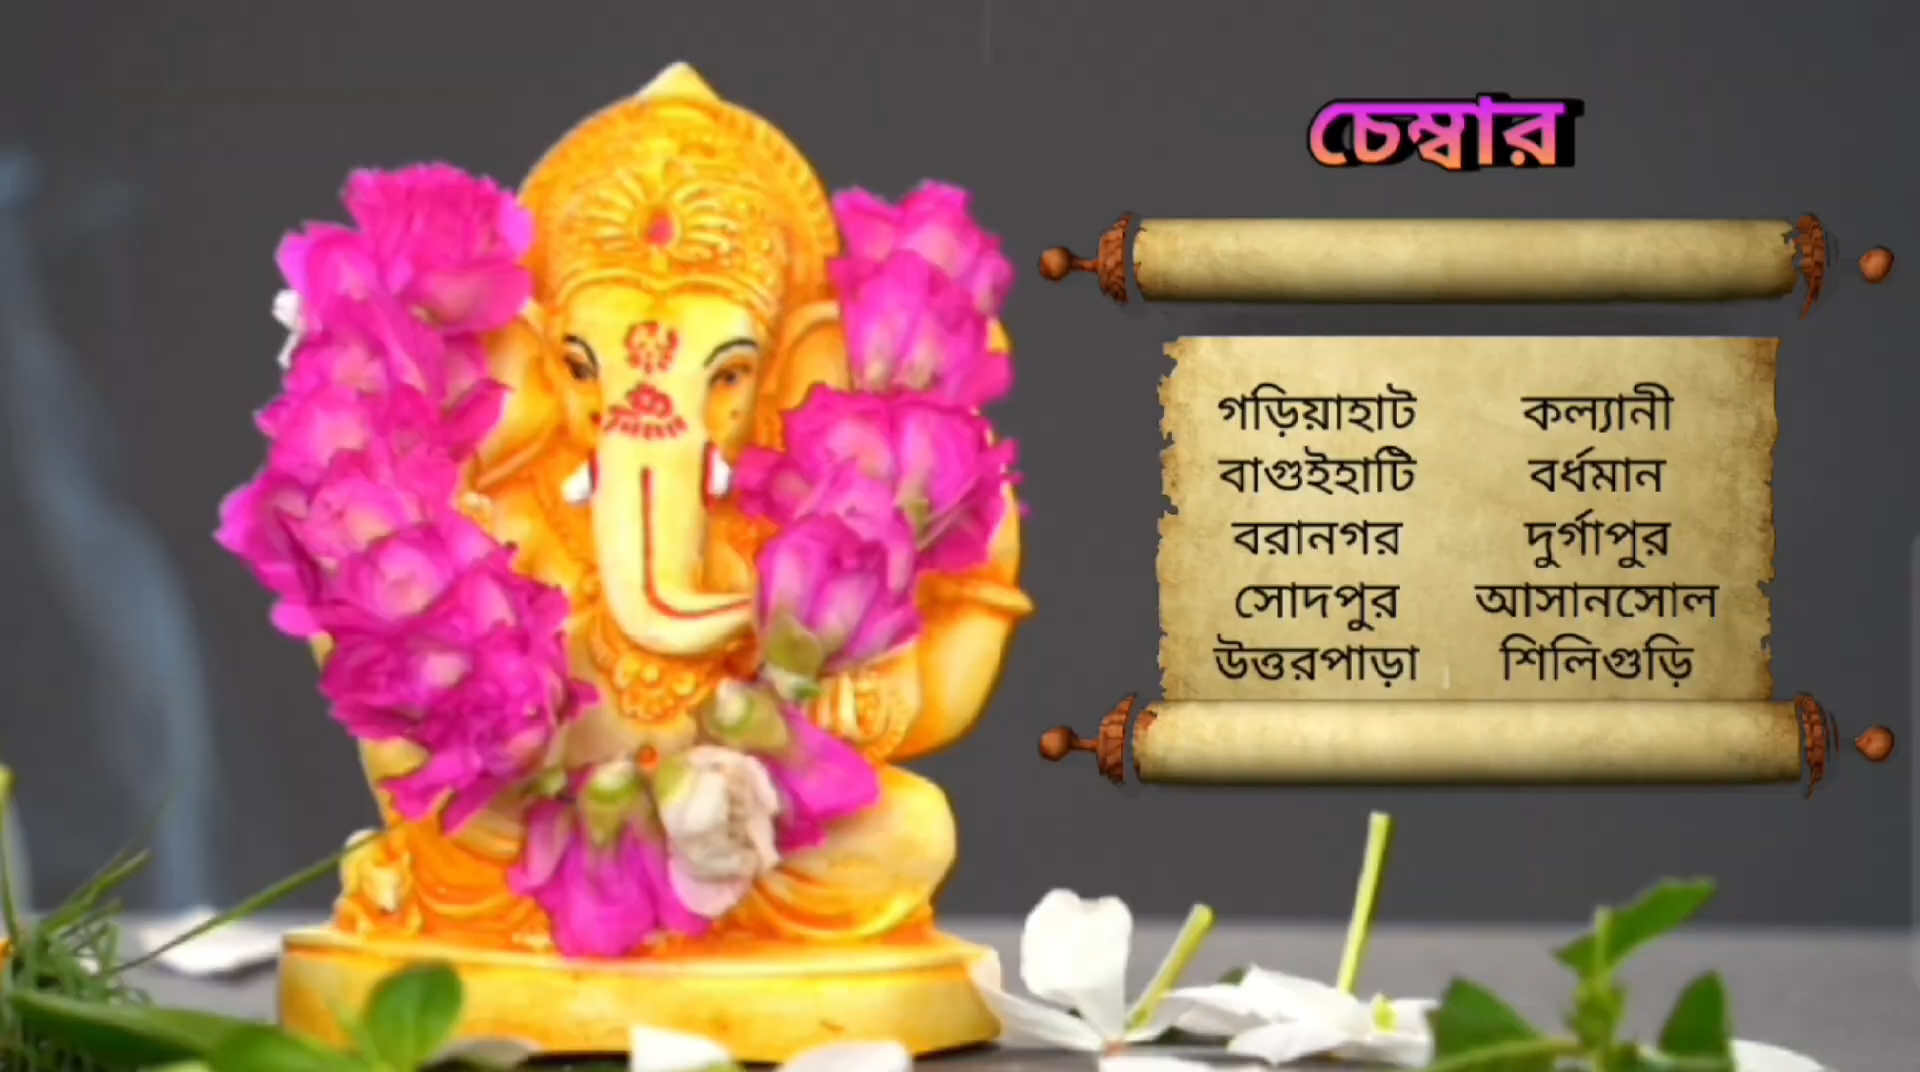 চেম্বার
গড়িয়াহাট কল্যানী
বাগুইহাটি বর্ধমান
বরানগর দুর্গাপুর
সোদপুর আসানসোল
উত্তরপাড়া শিলিগুড়ি